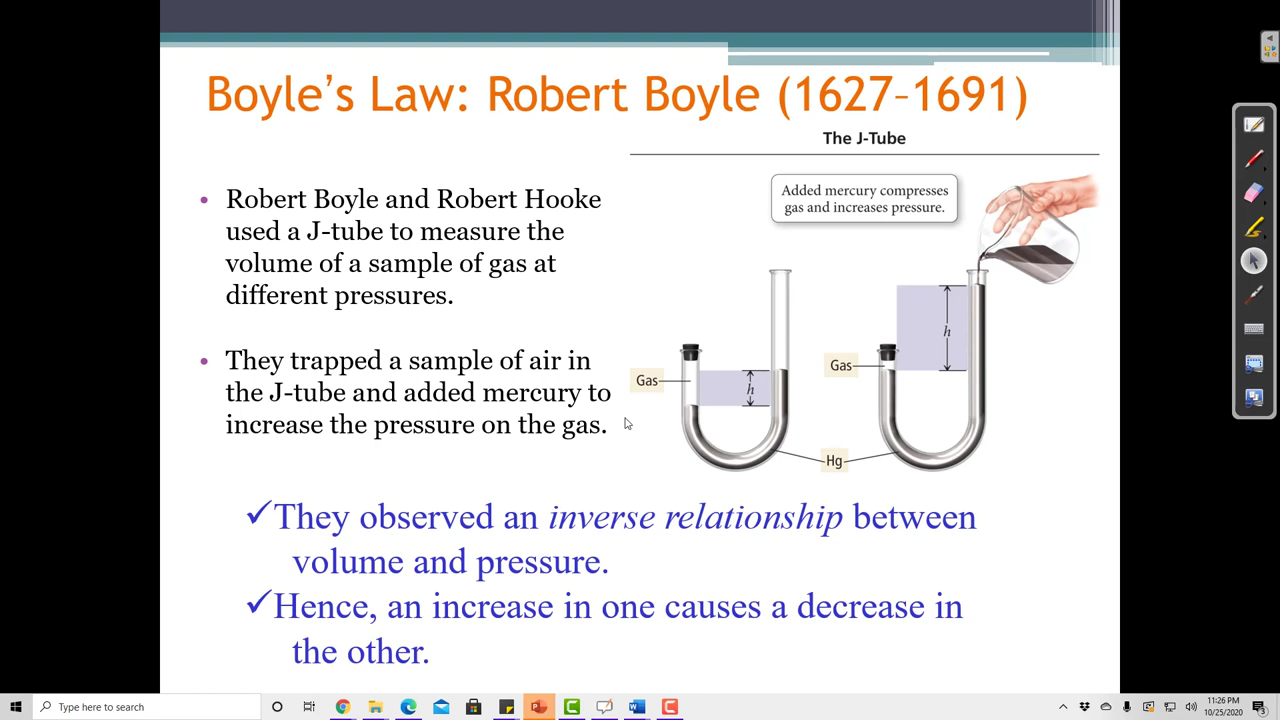 Boyle’s Law: Robert Boyle (1627–1691)
The J-Tube
• Robert Boyle and Robert Hooke
used a J-tube to measure the
volume of a sample of gas at
different pressures.
• They trapped a sample of air in
the J-tube and added mercury to
increase the pressure on the gas.
Added mercury compresses
gas and increases pressure.
h
Gas
h
Gas
Hg
✓They observed an inverse relationship between
volume and pressure.
✓Hence, an increase in one causes a decrease in
the other.
Type here to search
11:26 PM
10/25/2020
3